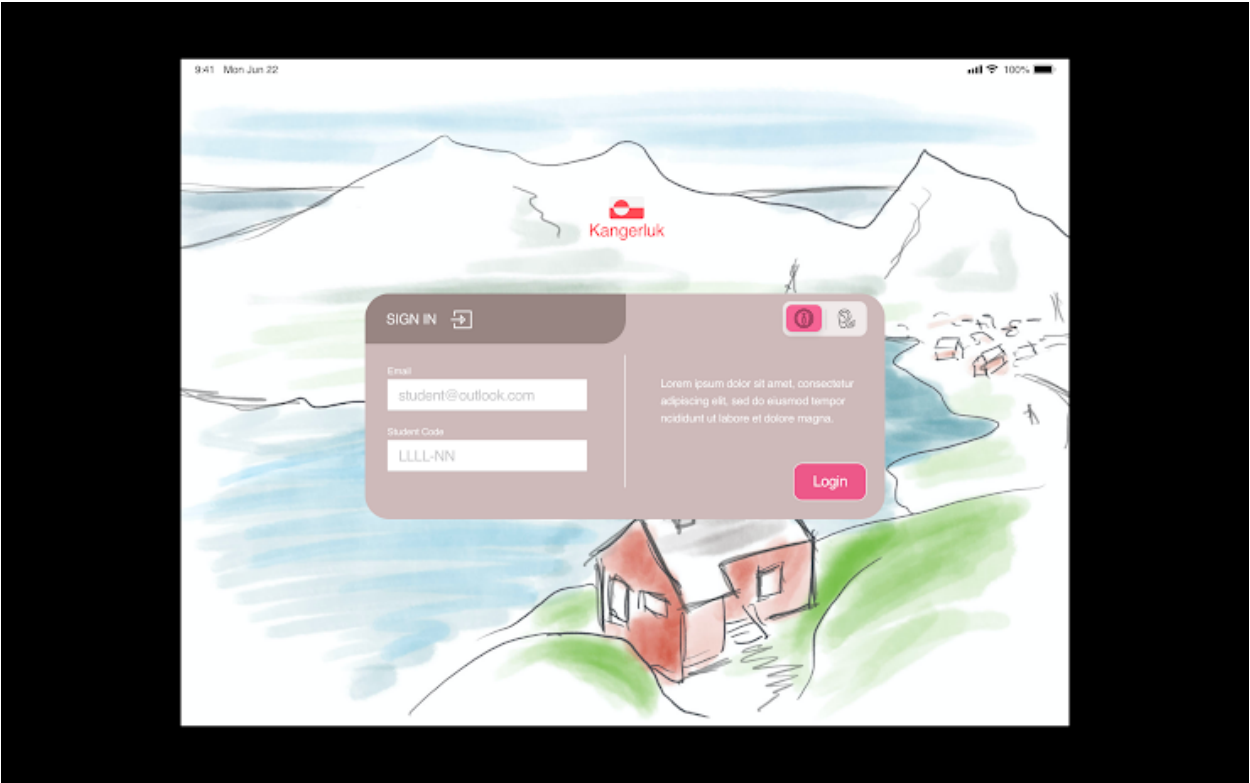 9:41 Mon Jun 22
100%
Kangerluk
SIGN IN
Email
student@outlook.com
Student Code
LLLL-NN
Lorem ipsum dolor sit amet, consectetur
adipiscing elit, sed do eiusmod tempor
ncididunt ut labore et dolore magna.
Login